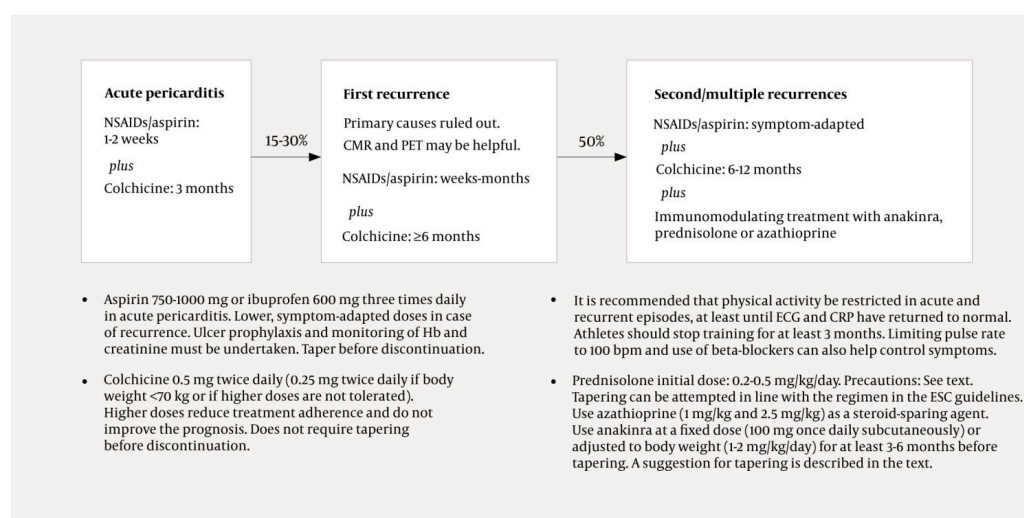 Acute pericarditis
NSAIDs/aspirin:
1-2 weeks
plus
Colchicine: 3 months
15-30%
First recurrence
Primary causes ruled out.
CMR and PET may be helpful.
NSAIDs/aspirin: weeks-months
plus
Colchicine: ≥6 months
50%
Second/multiple recurrences
NSAIDs/aspirin: symptom-adapted
plus
Colchicine: 6-12 months
plus
Immunomodulating treatment with anakinra,
prednisolone or azathioprine
• Aspirin 750-1000 mg or ibuprofen 600 mg three times daily
in acute pericarditis. Lower, symptom-adapted doses in case
of recurrence. Ulcer prophylaxis and monitoring of Hb and
creatinine must be undertaken. Taper before discontinuation.
• Colchicine 0.5 mg twice daily (0.25 mg twice daily if body
weight <70 kg or if higher doses are not tolerated).
Higher doses reduce treatment adherence and do not
improve the prognosis. Does not require tapering
before discontinuation.
• It is recommended that physical activity be restricted in acute and
recurrent episodes, at least until ECG and CRP have returned to normal.
Athletes should stop training for at least 3 months. Limiting pulse rate
to 100 bpm and use of beta-blockers can also help control symptoms.
• Prednisolone initial dose: 0.2-0.5 mg/kg/day. Precautions: See text.
Tapering can be attempted in line with the regimen in the ESC guidelines.
Use azathioprine (1 mg/kg and 2.5 mg/kg) as a steroid-sparing agent.
Use anakinra at a fixed dose (100 mg once daily subcutaneously) or
adjusted to body weight (1-2 mg/kg/day) for at least 3-6 months before
tapering. A suggestion for tapering is described in the text.